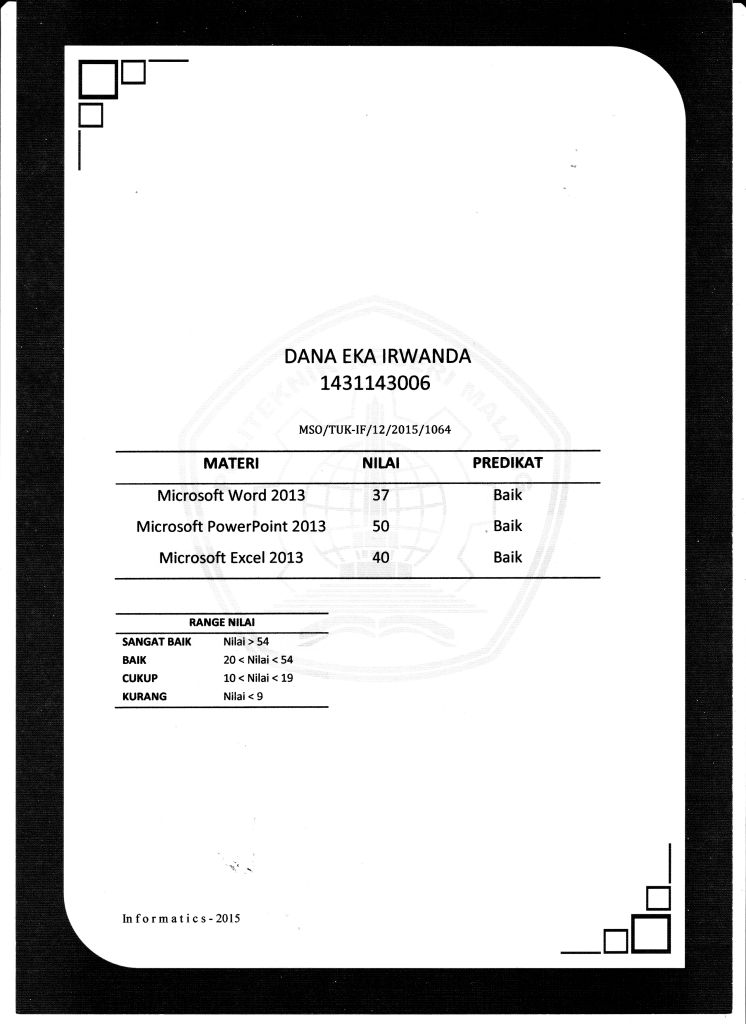 DANA EKA IRWANDA
1431143006
MSO/TUK-IF/12/2015/1064
MATERI NILAI PREDIKAT
Microsoft Word 2013 37 Baik
Microsoft PowerPoint 2013 50 Baik
Microsoft Excel 2013 40 Baik
RANGE NILAI
SANGAT BAIK Nilai > 54
BAIK 20 < Nilai < 54
CUKUP 10 < Nilai < 19
KURANG Nilai < 9
Informatics - 2015